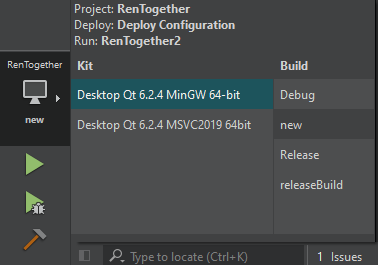 Project: RenTogether
Deploy: Deploy Configuration
Run: RenTogether2
Kit
Build
RenTogether
new
Desktop Qt 6.2.4 MinGW 64-bit
Desktop Qt 6.2.4 MSVC2019 64bit
Debug
new
Release
releaseBuild
Type to locate (Ctrl+K)
1 Issues